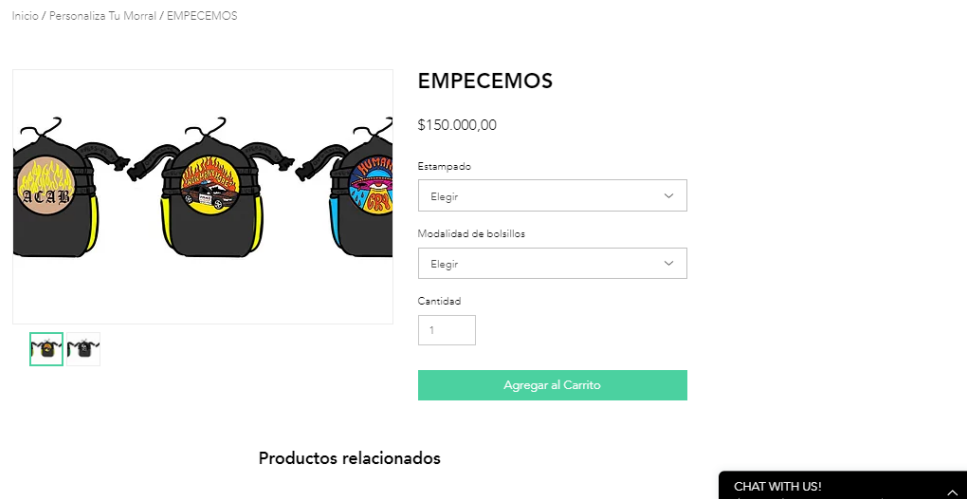 Inicio / Personaliza Tu Morral / EMPECEMOS
EMPECEMOS
$150.000,00
Estampado
Elegir
Modalidad de bolsillos
Elegir
Cantidad
1
Agregar al Carrito
ACAB
HUMAN
Productos relacionados
CHAT WITH US!